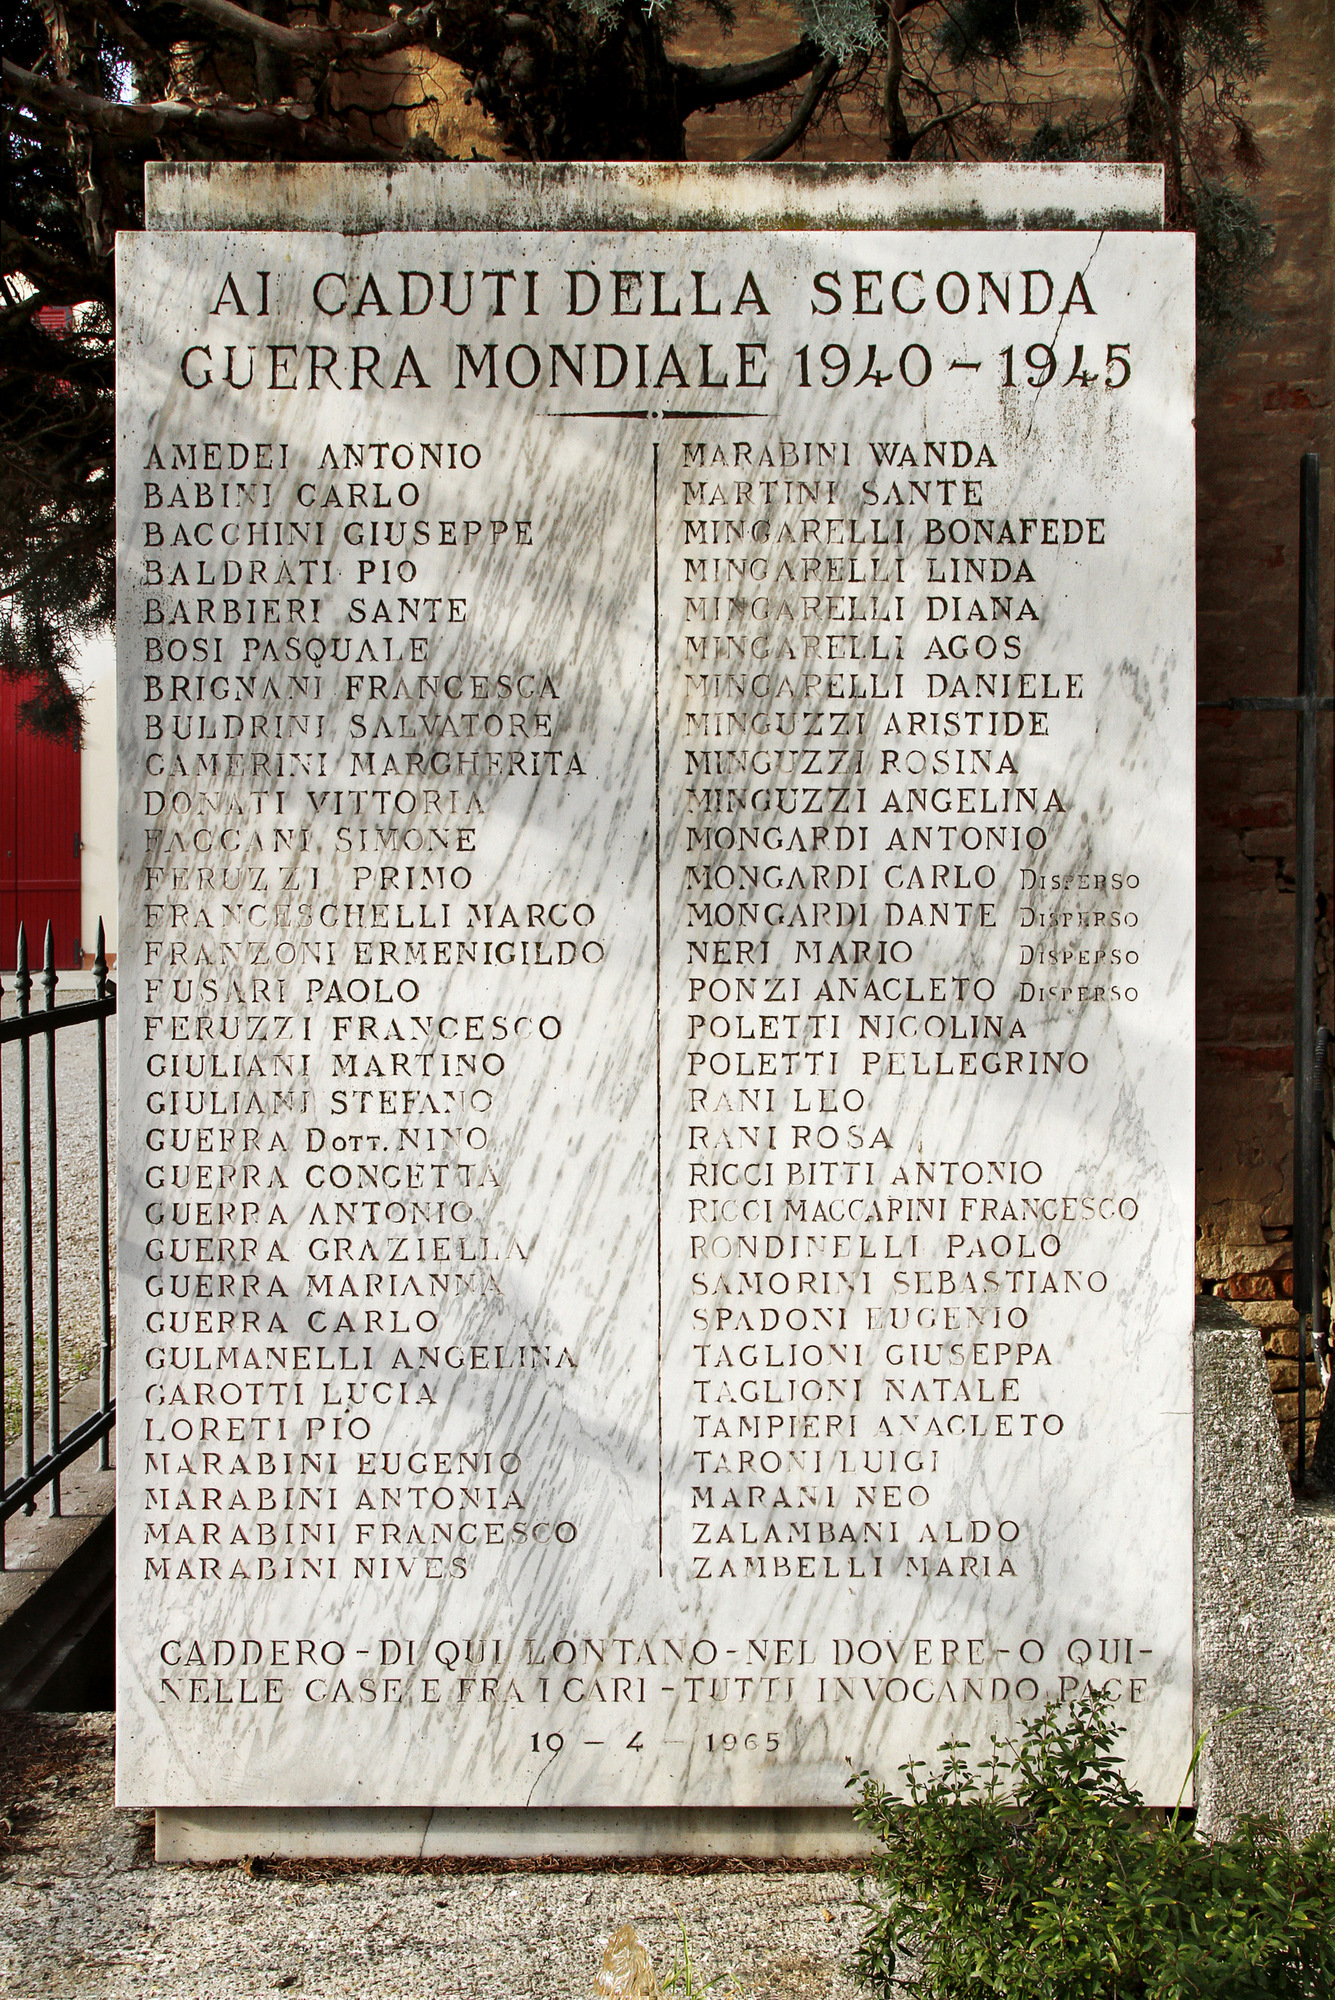 AI CADUTI DELLA SECONDA
GUERRA MONDIALE 1940-1945
AMEDEI ANTONIO
BABINI CARLO
BACCHINI GIUSEPPE
BALDRATI PIO
BARBIERI SANTE
BOSI PASQUALE
BRIGNANI FRANCESCA
BULDRINI SALVATORE
CAMERINI MARGHERITA
DONATI VITTORIA
FACCANI SIMONE
FERUZZI PRIMO
FRANCESCHELLI MARCO
FRANZONI ERMENIGILDO
FUSARI PAOLO
FERUZZI FRANCESCO
GIULIANI MARTINO
GIULIANI STEFANO
GUERRA DOTT. NINO
GUERRA CONCETTA
GUERRA ANTONIO
GUERRA GRAZIELLA
GUERRA MARIANNA
GUERRA CARLO
GULMANELLI ANGELINA
GAROTTI LUCIA
LORETI PIO
MARABINI EUGENIO
MARABINI ANTONIA
MARABINI FRANCESCO
MARABINI NIVES
MARABINI WANDA
MARTINI SANTE
MINGARELLI BONAFEDE
MINGARELLI LINDA
MINGARELLI DIANA
MINGARELLI AGOS
MINGARELLI DANIELE
MINGUZZI ARISTIDE
MINGUZZI ROSINA
MINGUZZI ANGELINA
MONGARDI ANTONIO
MONGARDI CARLO DISPERSO
MONGARDI DANTE DISPERSO
NERI MARIO DISPERSO
PONZI ANACLETO DISPERSO
POLETTI NICOLINA
POLETTI PELLEGRINO
RANI LEO
RANI ROSA
RICCI BITTI ANTONIO
RICCI MACCARINI FRANCESCO
RONDINELLI PAOLO
SAMORINI SEBASTIANO
SPADONI EUGENIO
TAGLIONI GIUSEPPA
TAGLIONI NATALE
TAMPIERI ANACLETO
TARONI LUIGI
MARANI NEO
ZALAMBANI ALDO
ZAMBELLI MARIA
CADDERO-DI QUI LONTANO-NEL DOVERE-O QUI-
NELLE CASE E FRA I CARI-TUTTI INVOCANDO PACE
10 - 4 - 1965